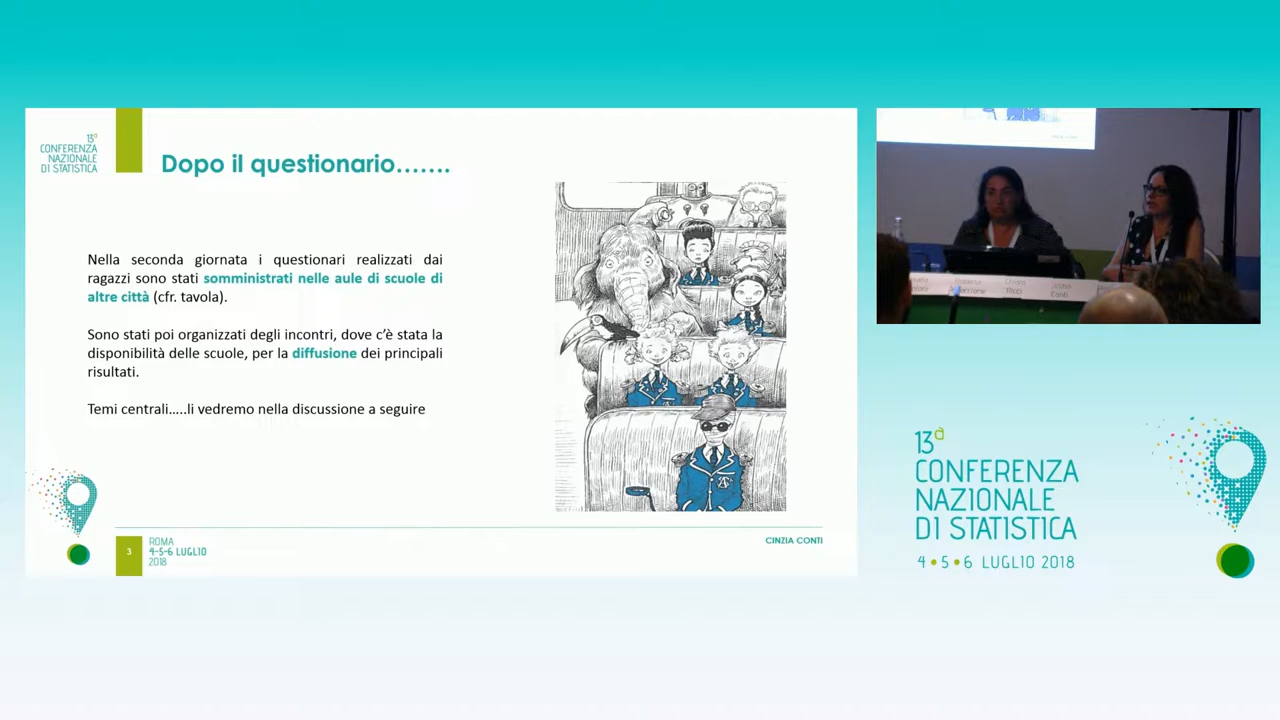 13°
CONFERENZA
NAZIONALE
DI STATISTICA
Dopo il questionario…….
Nella seconda giornata i questionari realizzati dai
ragazzi sono stati somministrati nelle aule di scuole di
altre città (cfr. tavola).
Sono stati poi organizzati degli incontri, dove c’è stata la
disponibilità delle scuole, per la diffusione dei principali
risultati.
Temi centrali…..li vedremo nella discussione a seguire
3
ROMA
4-5-6 LUGLIO
2018
CINZIA CONTI
Conti
13à
CONFERENZA
NAZIONALE
DI STATISTICA
4 • 5 • 6 LUGLIO 2018